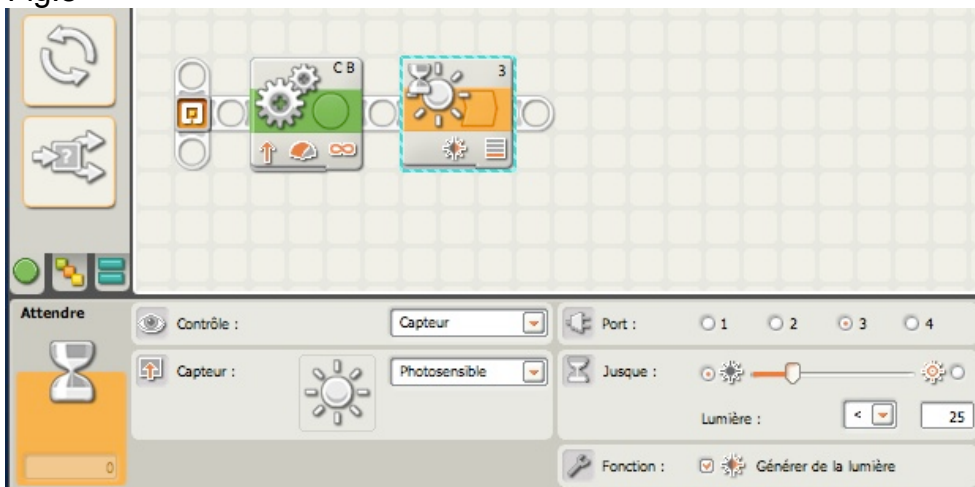 C B
3
Attendre
Contrôle :
Capteur
Port :
1
2
3
4
Capteur :
Photosensible
Jusque :
Lumière :
<
25
0
Fonction :
Générer de la lumière